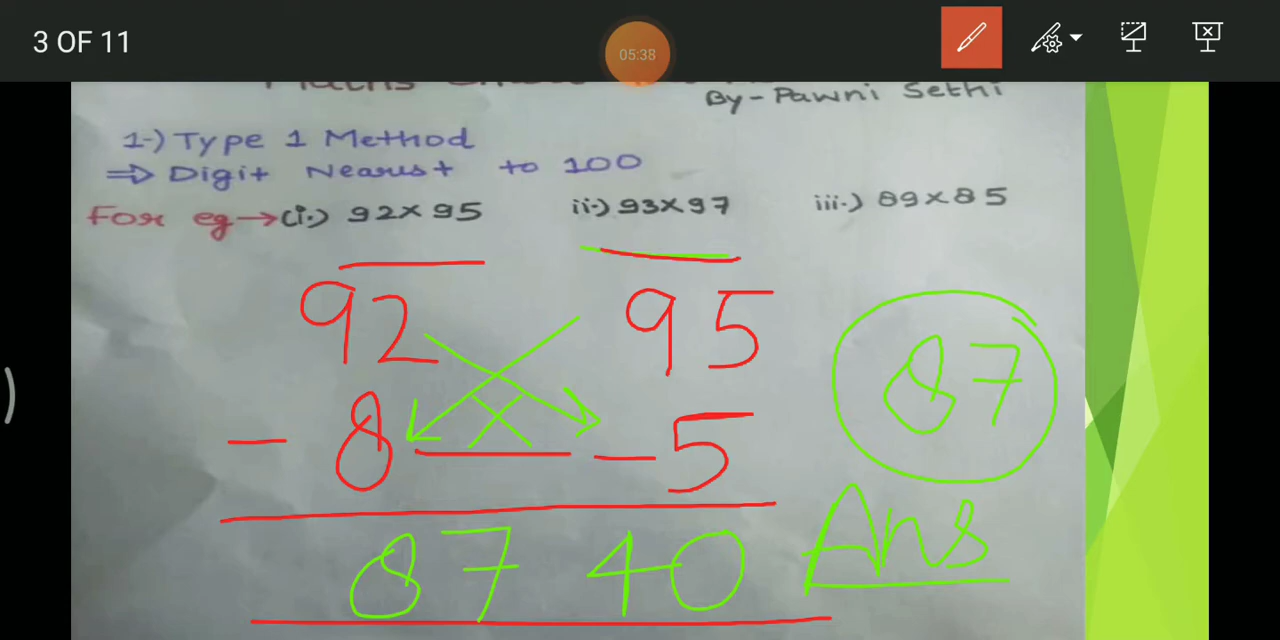 3 OF 11
05:38
By-Pawni Sethi
1-) Type 1 Method
⇒ Digit Nearest to 100
For eg → (i.) 92×95 ii-) 93×97 iii-) 89×85
92 95
-8 × -5
87
8740 Ans